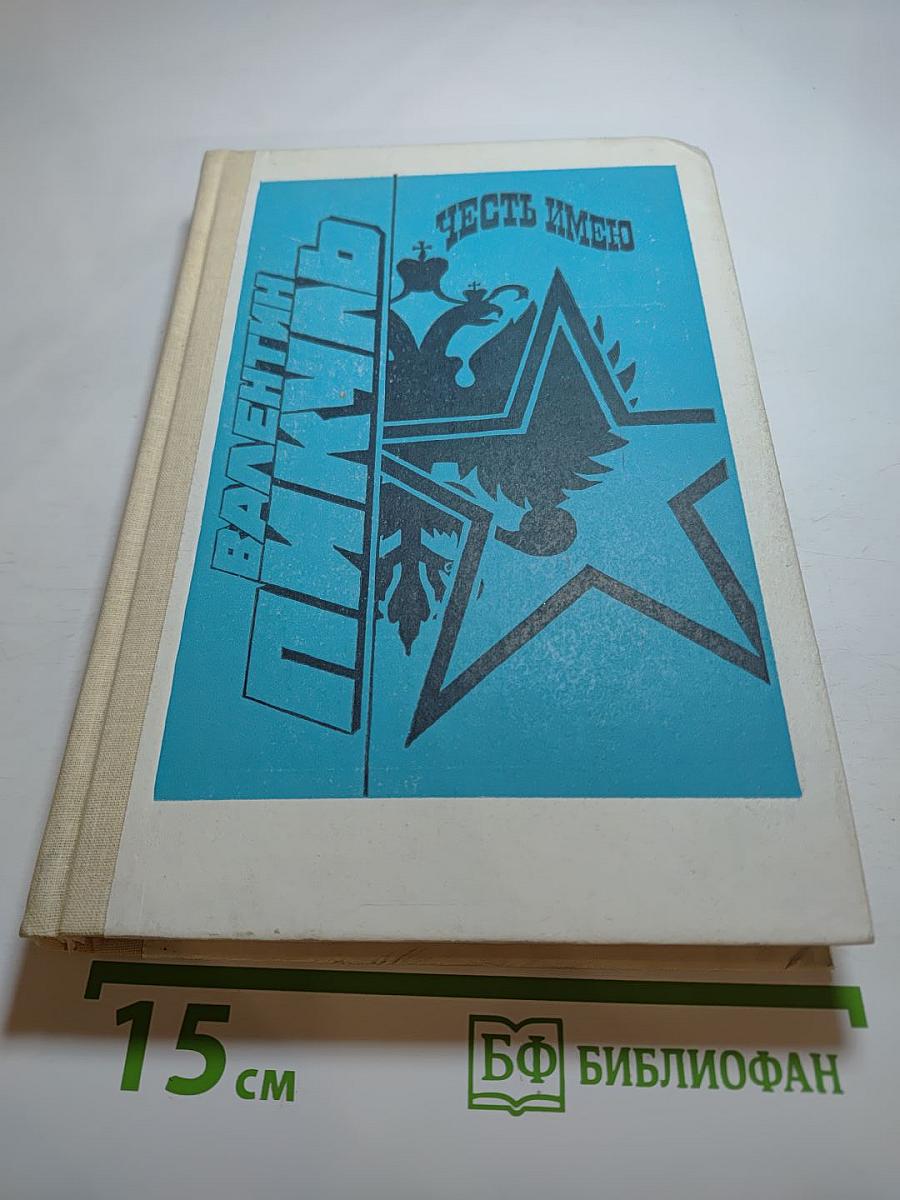 ВАЛЕНТИН
ПИКУЛЬ
ЧЕСТЬ ИМЕЮ
15 см
БФ БИБЛИОФАН